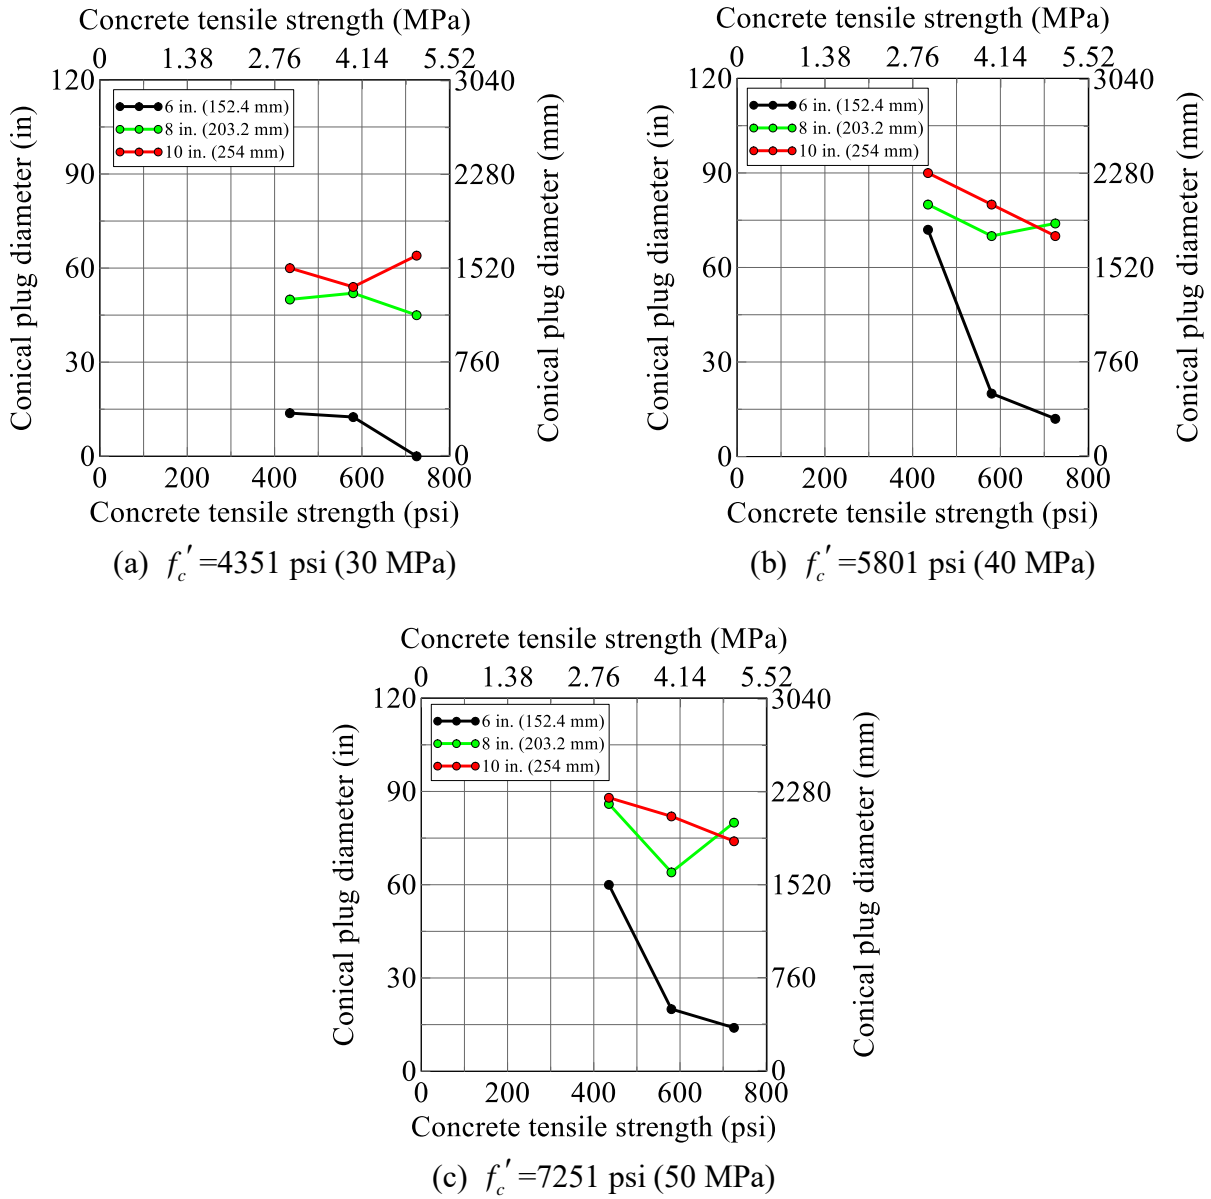 Concrete tensile strength (MPa)
0 1.38 2.76 4.14 5.52
120 3040
6 in. (152.4 mm)
8 in. (203.2 mm)
10 in. (254 mm)
90 2280
60 1520
30 760
0 0
Conical plug diameter (in)
Conical plug diameter (mm)
0 200 400 600 800
Concrete tensile strength (psi)
(a) fc′=4351 psi (30 MPa)
Concrete tensile strength (MPa)
0 1.38 2.76 4.14 5.52
120 3040
6 in. (152.4 mm)
8 in. (203.2 mm)
10 in. (254 mm)
90 2280
60 1520
30 760
0 0
Conical plug diameter (in)
Conical plug diameter (mm)
0 200 400 600 800
Concrete tensile strength (psi)
(b) fc′=5801 psi (40 MPa)
Concrete tensile strength (MPa)
0 1.38 2.76 4.14 5.52
120 3040
6 in. (152.4 mm)
8 in. (203.2 mm)
10 in. (254 mm)
90 2280
60 1520
30 760
0 0
Conical plug diameter (in)
Conical plug diameter (mm)
0 200 400 600 800
Concrete tensile strength (psi)
(c) fc′=7251 psi (50 MPa)